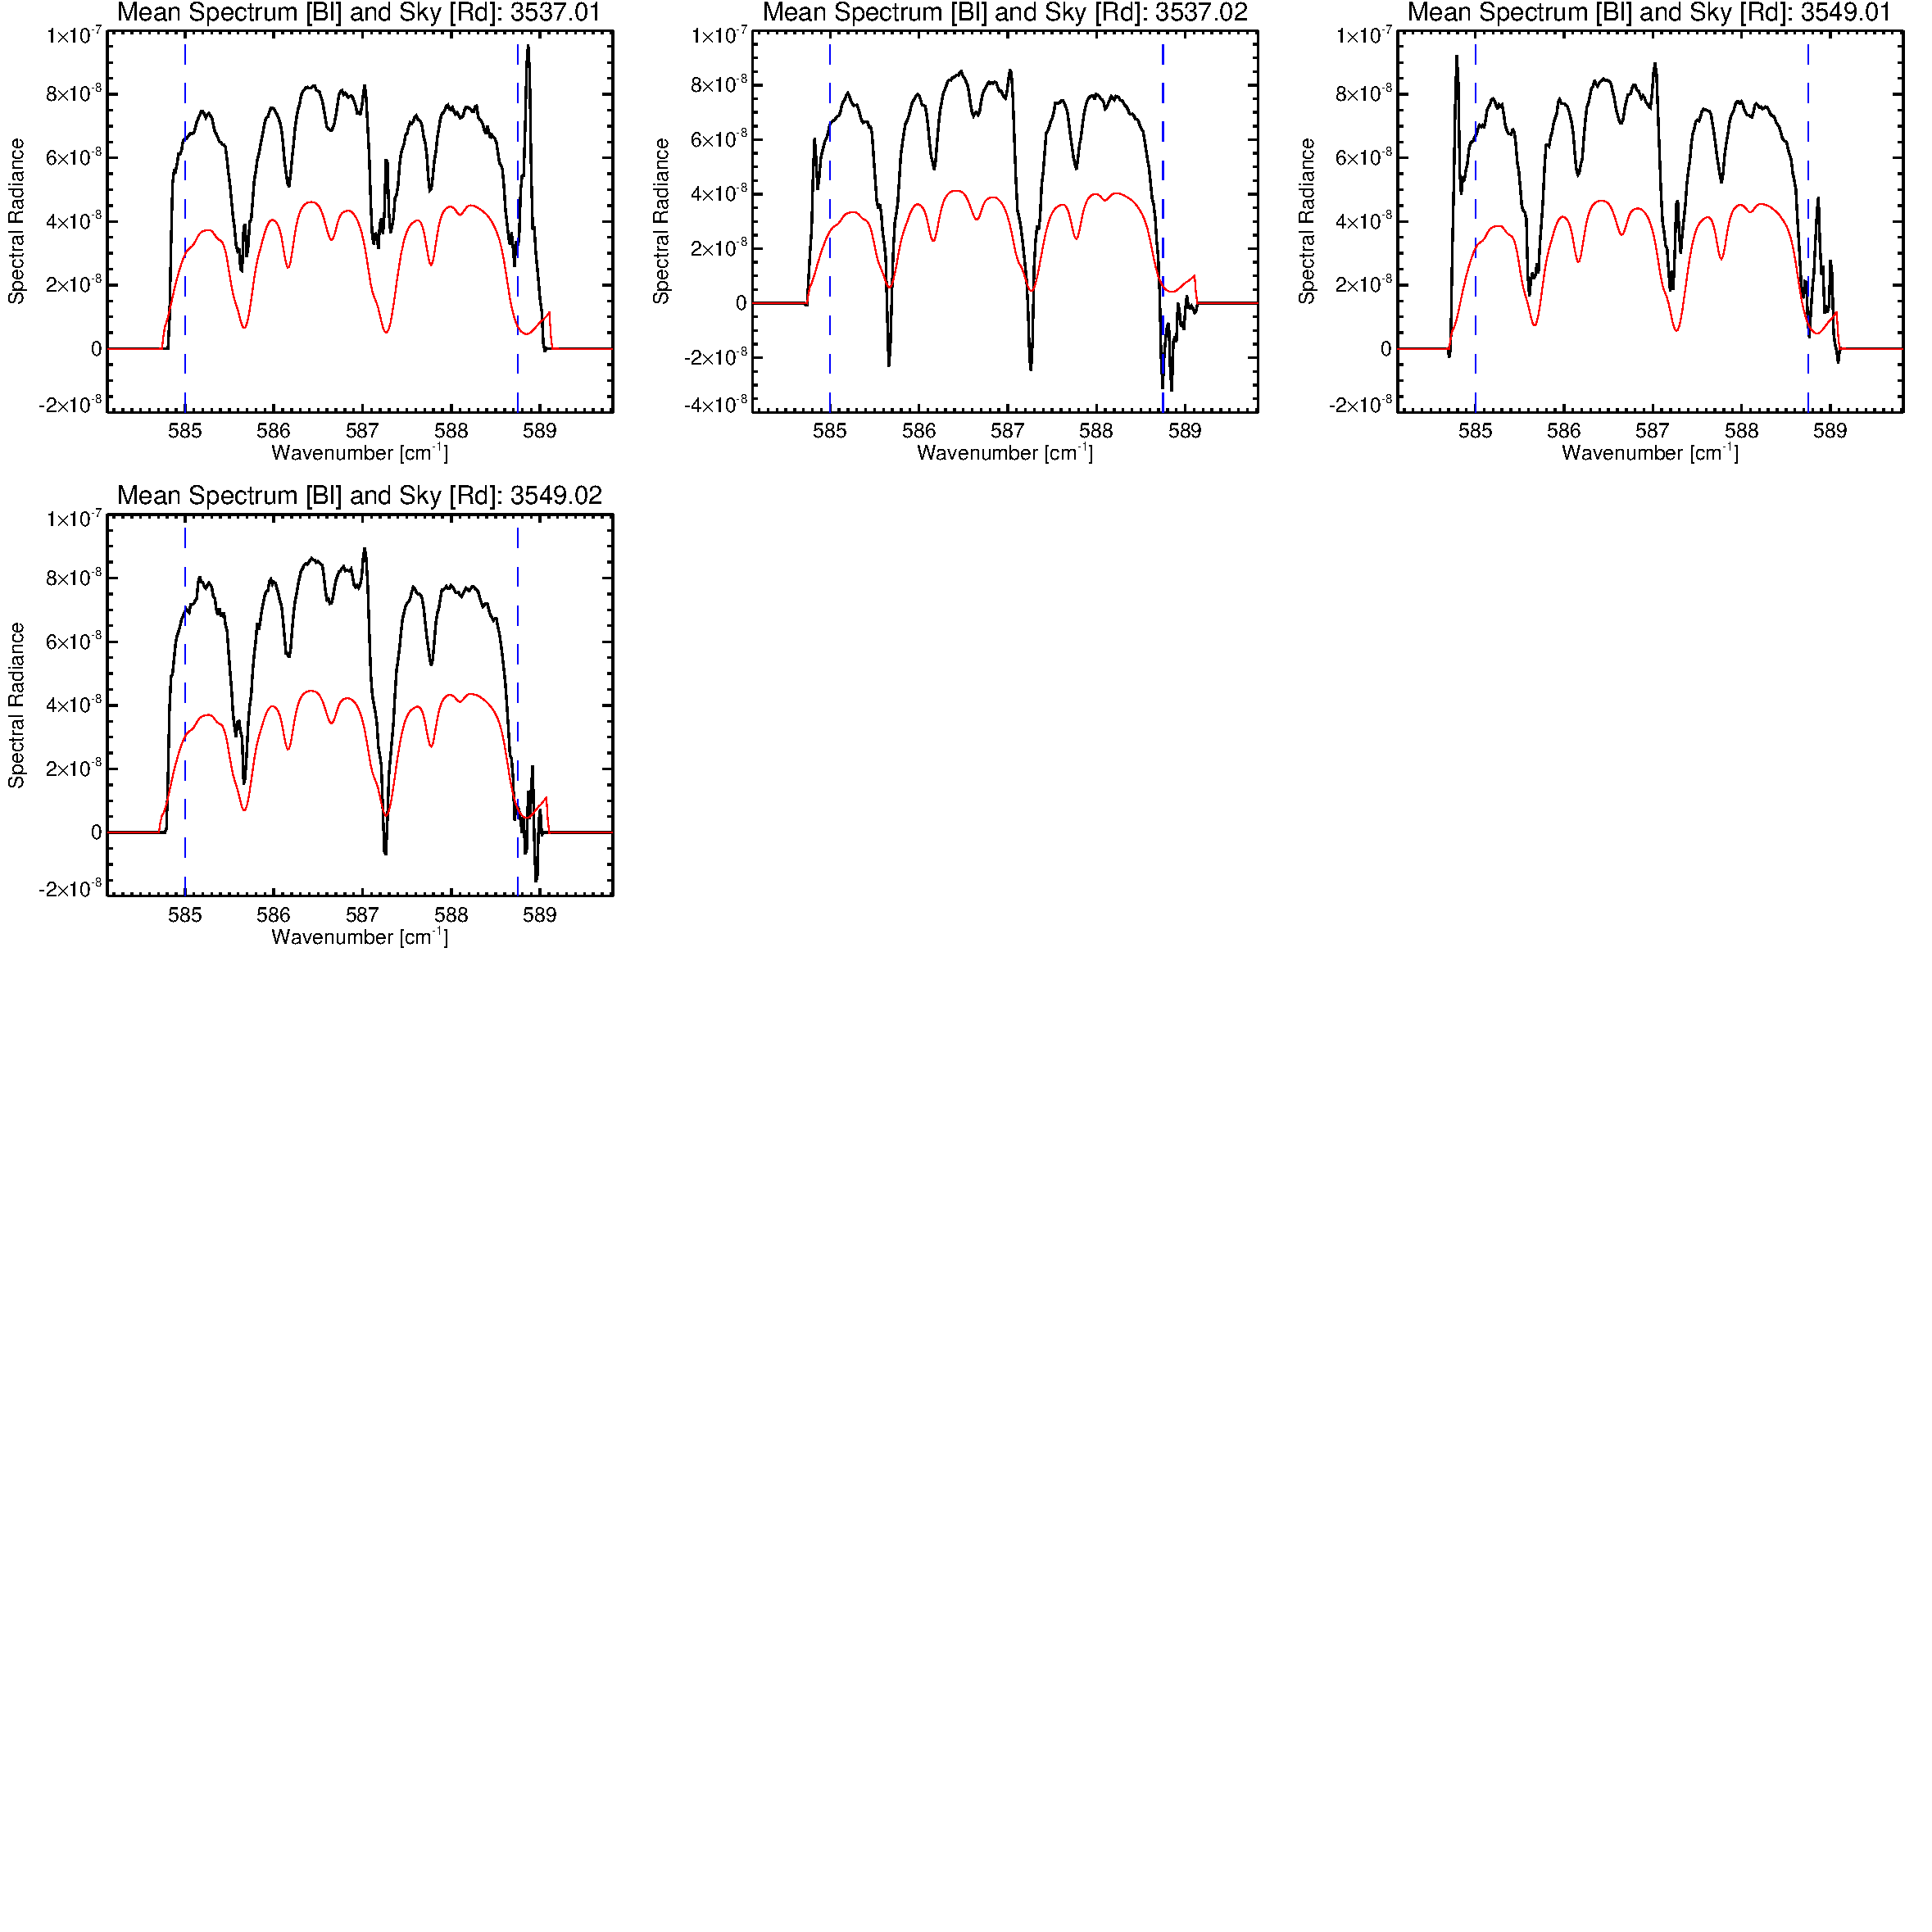 Mean Spectrum [Bl] and Sky [Rd]: 3537.01
1×10⁻⁷
8×10⁻⁸
6×10⁻⁸
4×10⁻⁸
2×10⁻⁸
0
-2×10⁻⁸
Spectral Radiance
585 586 587 588 589
Wavenumber [cm⁻¹]
Mean Spectrum [Bl] and Sky [Rd]: 3537.02
1×10⁻⁷
8×10⁻⁸
6×10⁻⁸
4×10⁻⁸
2×10⁻⁸
0
-2×10⁻⁸
-4×10⁻⁸
Spectral Radiance
585 586 587 588 589
Wavenumber [cm⁻¹]
Mean Spectrum [Bl] and Sky [Rd]: 3549.01
1×10⁻⁷
8×10⁻⁸
6×10⁻⁸
4×10⁻⁸
2×10⁻⁸
0
-2×10⁻⁸
Spectral Radiance
585 586 587 588 589
Wavenumber [cm⁻¹]
Mean Spectrum [Bl] and Sky [Rd]: 3549.02
1×10⁻⁷
8×10⁻⁸
6×10⁻⁸
4×10⁻⁸
2×10⁻⁸
0
-2×10⁻⁸
Spectral Radiance
585 586 587 588 589
Wavenumber [cm⁻¹]